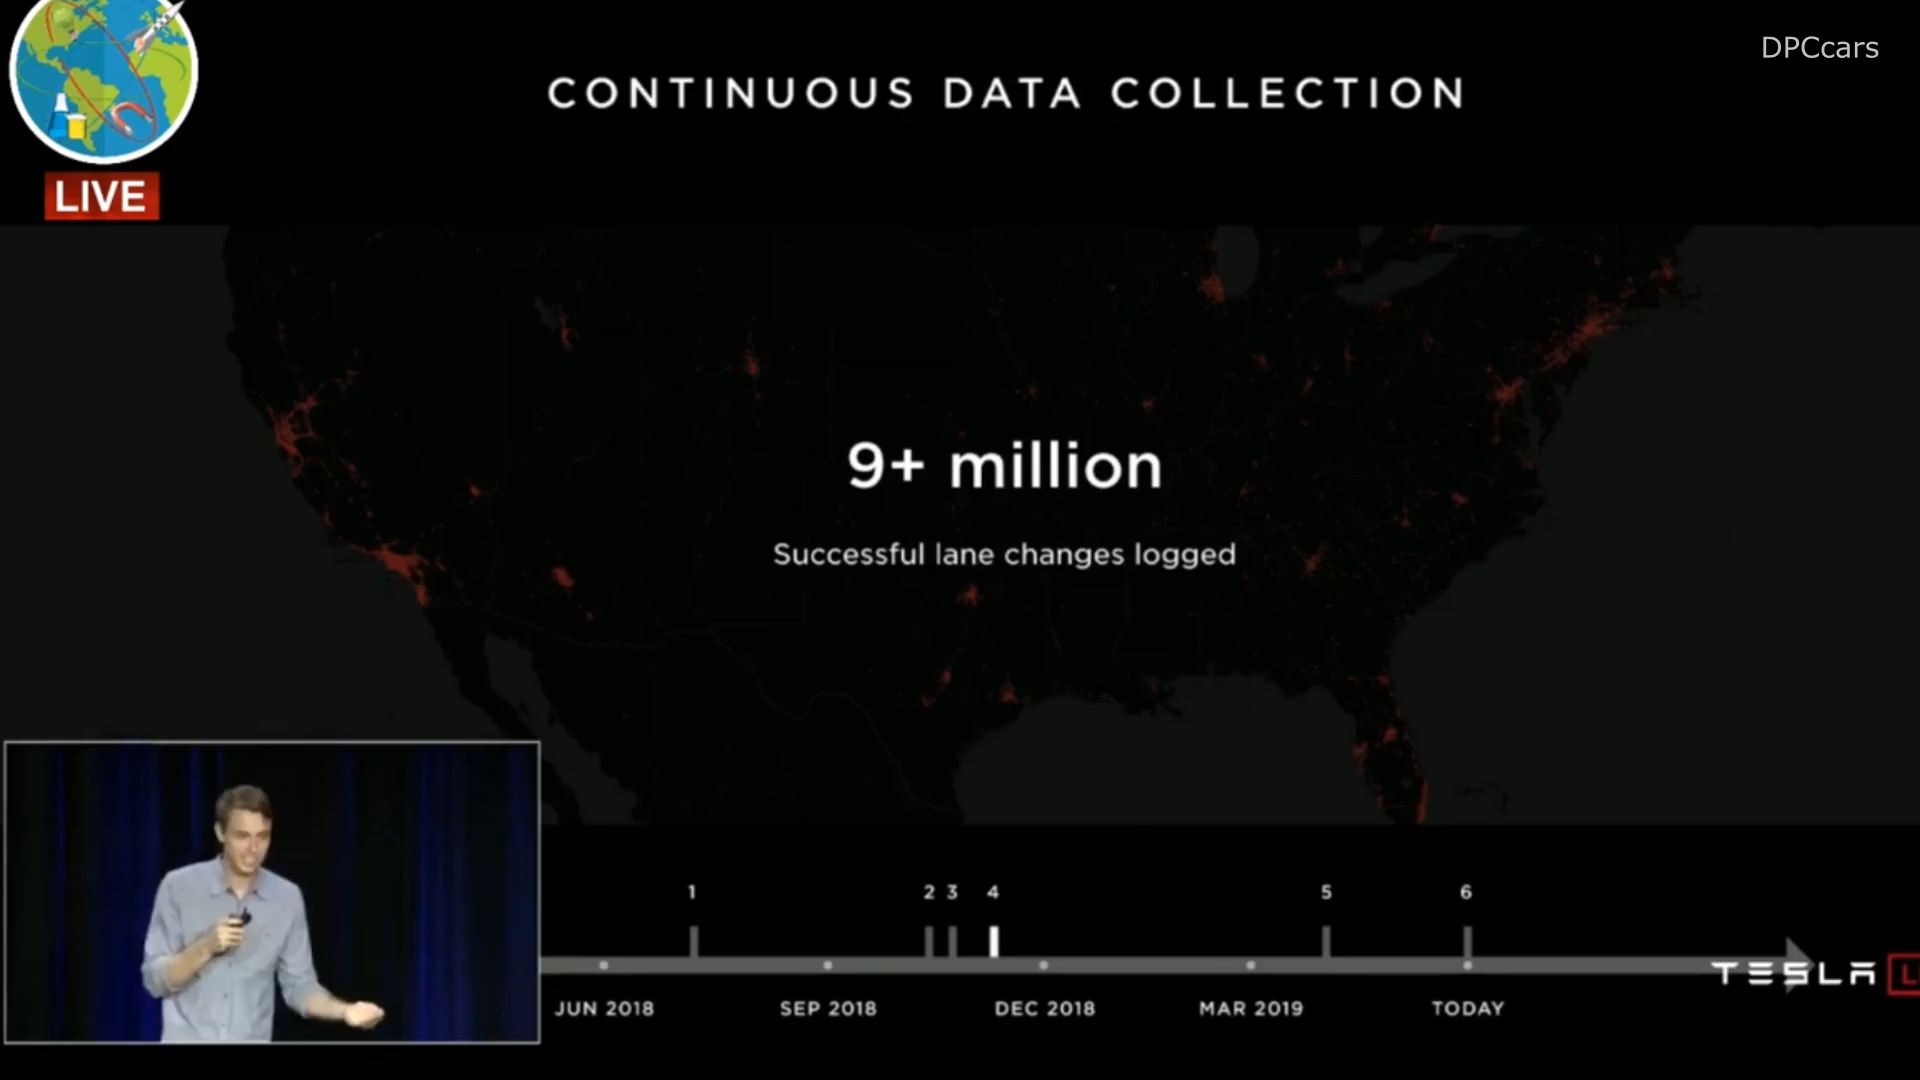 DPCcars
CONTINUOUS DATA COLLECTION
LIVE
9+ million
Successful lane changes logged
1 2 3 4 5 6
JUN 2018 SEP 2018 DEC 2018 MAR 2019 TODAY
TESLA L